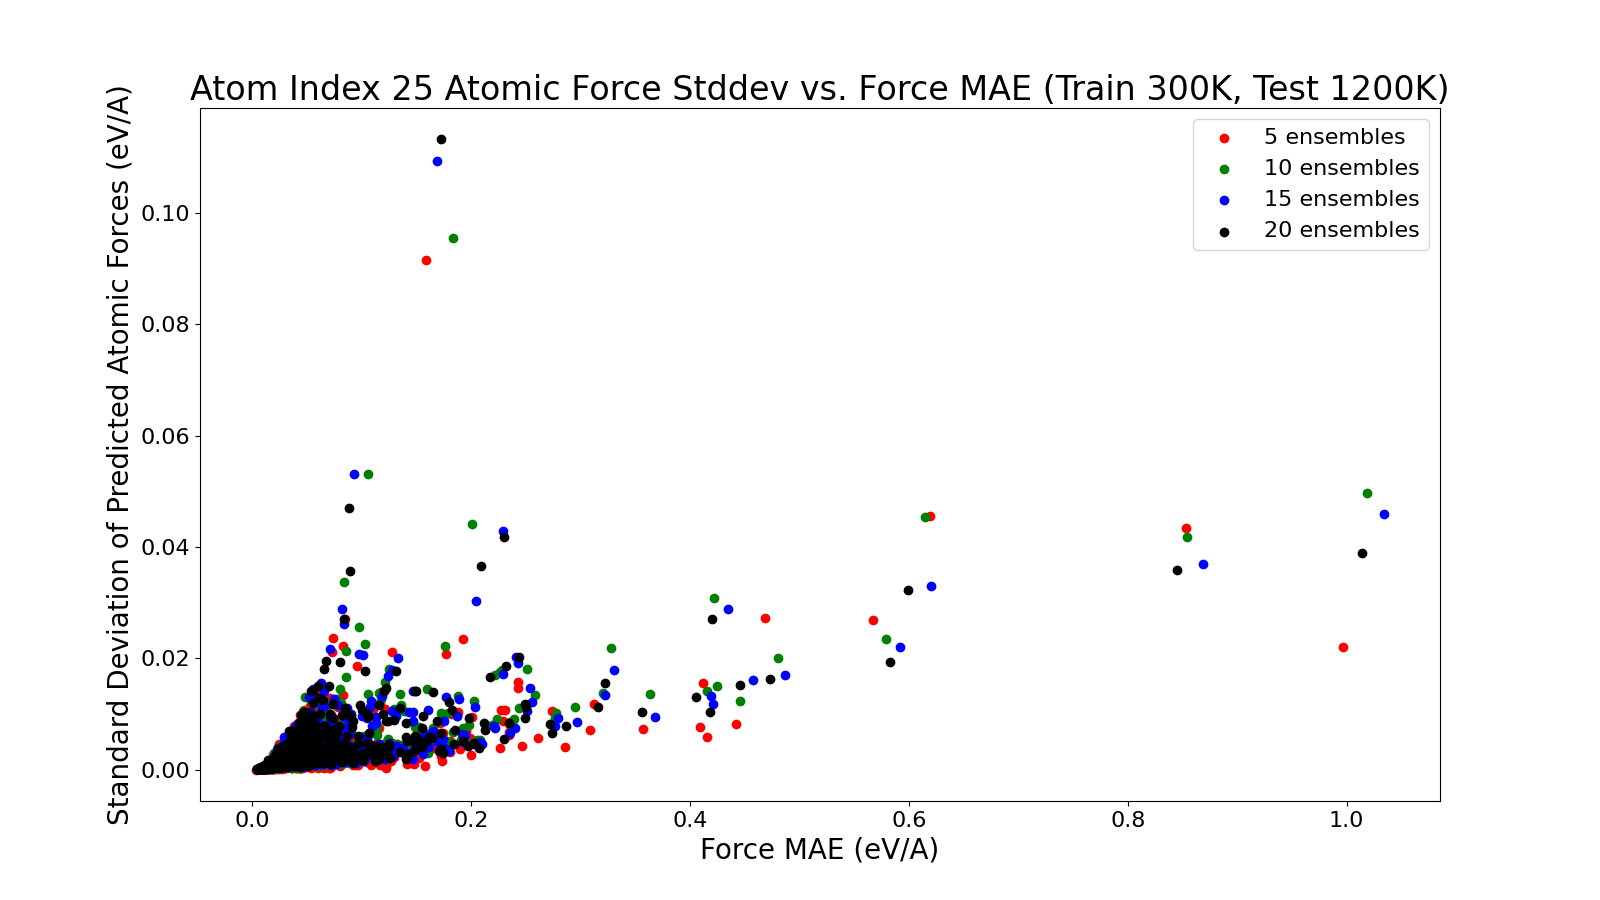 Atom Index 25 Atomic Force Stddev vs. Force MAE (Train 300K, Test 1200K)
5 ensembles
10 ensembles
15 ensembles
20 ensembles
Standard Deviation of Predicted Atomic Forces (eV/A)
0.10
0.08
0.06
0.04
0.02
0.00
0.0 0.2 0.4 0.6 0.8 1.0
Force MAE (eV/A)